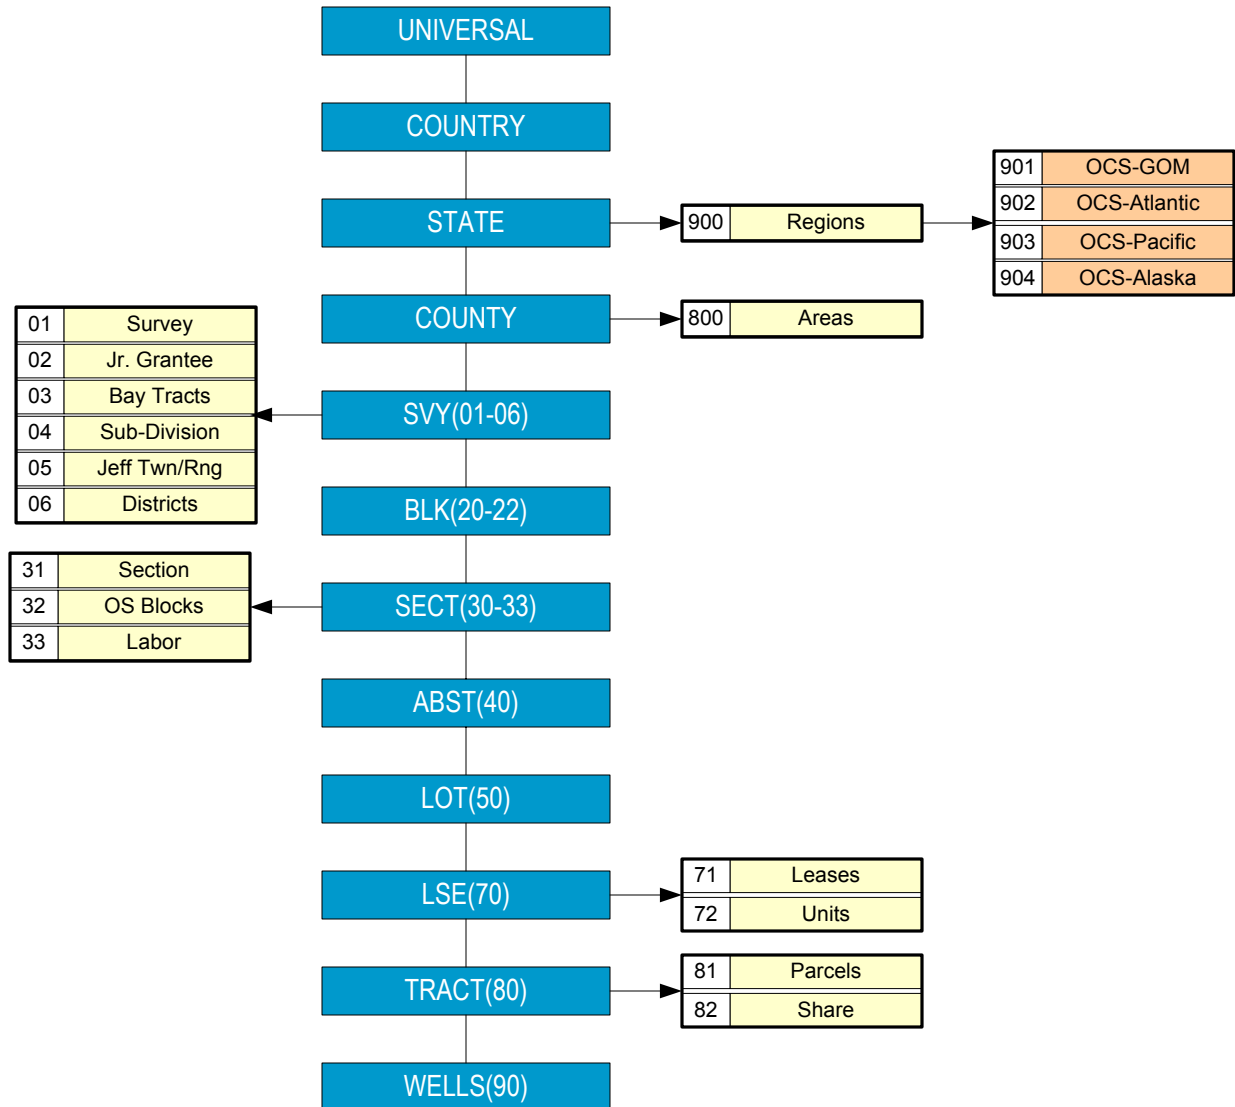 UNIVERSAL
COUNTRY
STATE
900 Regions
901 OCS-GOM
902 OCS-Atlantic
903 OCS-Pacific
904 OCS-Alaska
COUNTY
800 Areas
01 Survey
02 Jr. Grantee
03 Bay Tracts
04 Sub-Division
05 Jeff Twn/Rng
06 Districts
SVY(01-06)
BLK(20-22)
31 Section
32 OS Blocks
33 Labor
SECT(30-33)
ABST(40)
LOT(50)
LSE(70)
71 Leases
72 Units
TRACT(80)
81 Parcels
82 Share
WELLS(90)